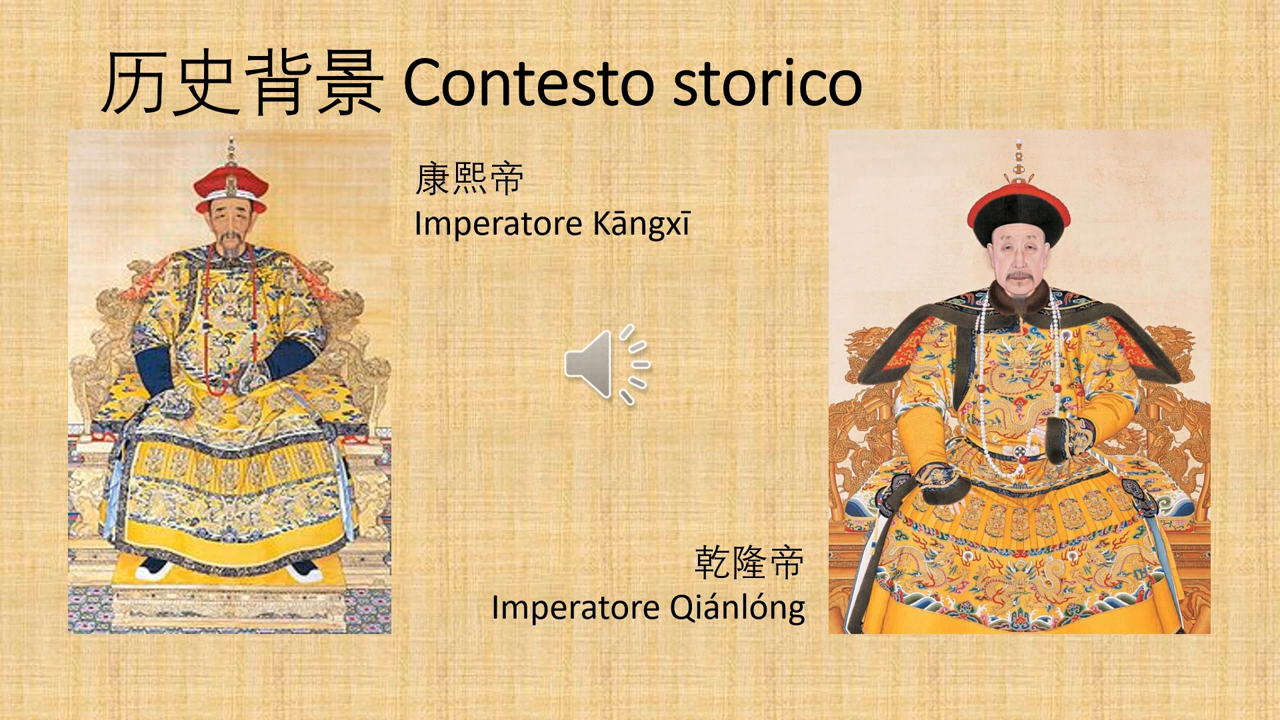 历史背景 Contesto storico
康熙帝
Imperatore Kāngxī
乾隆帝
Imperatore Qiánlóng